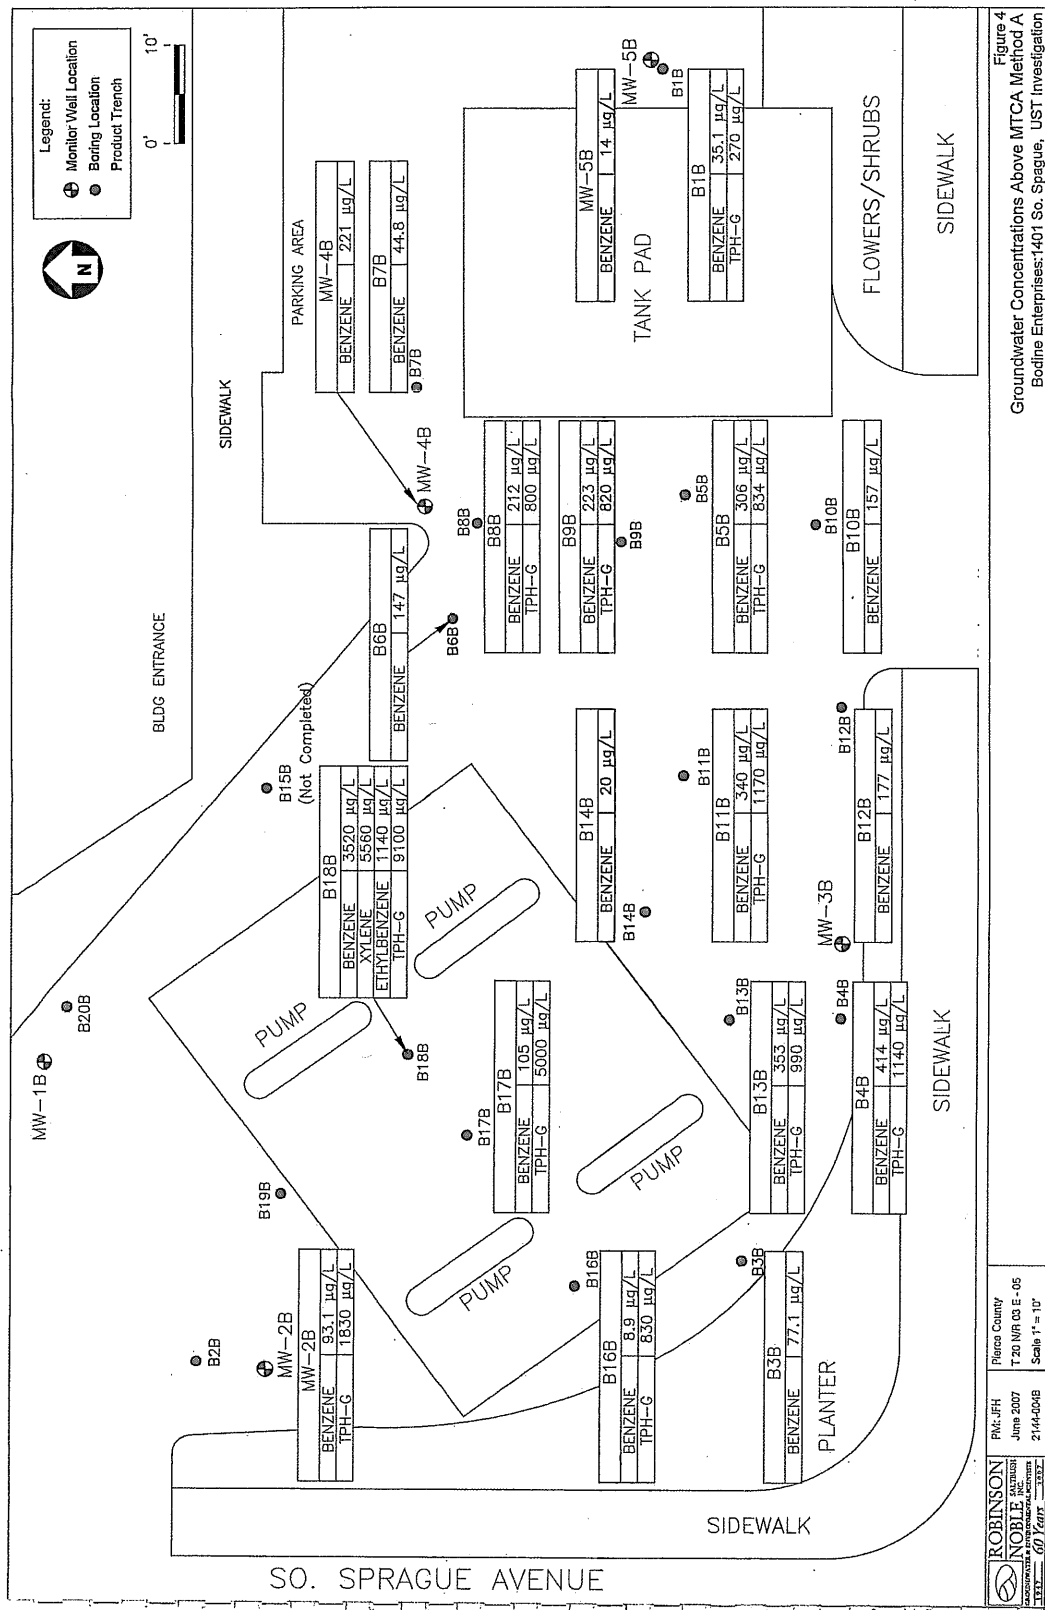 Legend:
Monitor Well Location
Boring Location
Product Trench
0' 10'
N
PARKING AREA
SIDEWALK
BLDG ENTRANCE
MW-4B
BENZENE 221 µg/L
B7B
BENZENE 44.8 µg/L
B7B
MW-4B
MW-5B
BENZENE 14 µg/L
MW-5B
B1B
B1B
BENZENE 35.1 µg/L
TPH-G 270 µg/L
TANK PAD
FLOWERS/SHRUBS
SIDEWALK
B6B
BENZENE 147 µg/L
B6B
B8B
B8B
BENZENE 212 µg/L
TPH-G 800 µg/L
B9B
BENZENE 223 µg/L
TPH-G 820 µg/L
B9B
B5B
B5B
BENZENE 306 µg/L
TPH-G 834 µg/L
B10B
B10B
BENZENE 157 µg/L
B15B
(Not Completed)
B18B
BENZENE 3520 µg/L
XYLENE 5560 µg/L
ETHYLBENZENE 1140 µg/L
TPH-G 9100 µg/L
B18B
B14B
BENZENE 20 µg/L
B14B
B11B
B11B
BENZENE 340 µg/L
TPH-G 1170 µg/L
B12B
B12B
BENZENE 177 µg/L
MW-3B
MW-1B
B20B
PUMP
PUMP
B17B
B17B
BENZENE 105 µg/L
TPH-G 5000 µg/L
PUMP
PUMP
B13B
B13B
BENZENE 353 µg/L
TPH-G 990 µg/L
B4B
B4B
BENZENE 414 µg/L
TPH-G 1140 µg/L
SIDEWALK
B19B
B2B
MW-2B
MW-2B
BENZENE 93.1 µg/L
TPH-G 1830 µg/L
B16B
B16B
BENZENE 8.9 µg/L
TPH-G 830 µg/L
B3B
B3B
BENZENE 77.1 µg/L
PLANTER
SIDEWALK
SO. SPRAGUE AVENUE
ROBINSON
NOBLE SALTBUSH INC.
GROUNDWATER & ENVIRONMENTAL SCIENTISTS
1947 60 Years 2007
PM: JFH
June 2007
2144-004B
Pierce County
T 20 N/R 03 E - 05
Scale 1" = 10'
Figure 4
Groundwater Concentrations Above MTCA Method A
Bodine Enterprises:1401 So. Spague, UST Investigation